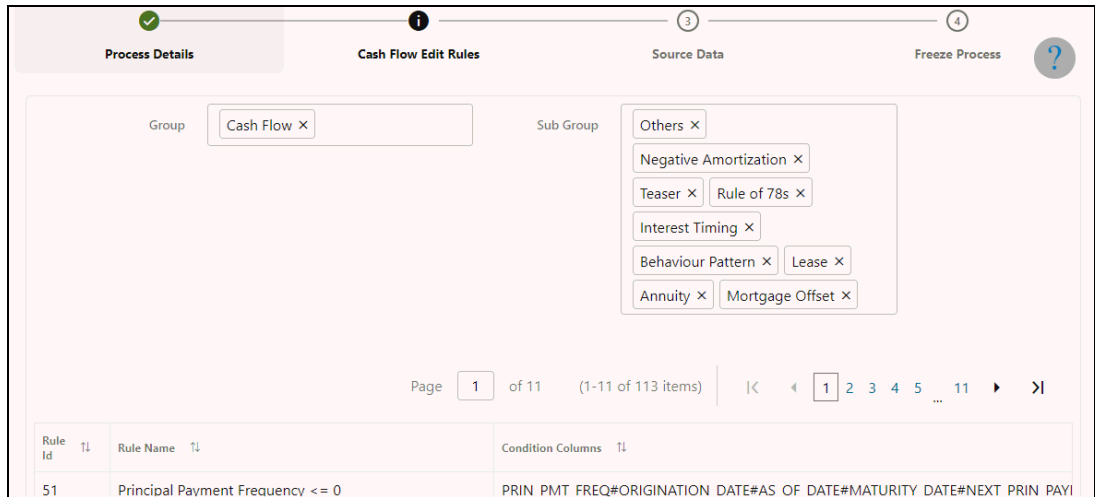 3 4
Process Details Cash Flow Edit Rules Source Data Freeze Process ?
Group Cash Flow × Sub Group Others ×
Negative Amortization ×
Teaser × Rule of 78s ×
Interest Timing ×
Behaviour Pattern × Lease ×
Annuity × Mortgage Offset ×
Page 1 of 11 (1-11 of 113 items) 1 2 3 4 5 ... 11
Rule Id Rule Name Condition Columns
51 Principal Payment Frequency <= 0 PRIN_PMT_FREQ#ORIGINATION_DATE#AS_OF_DATE#MATURITY_DATE#NEXT_PRIN_PAY